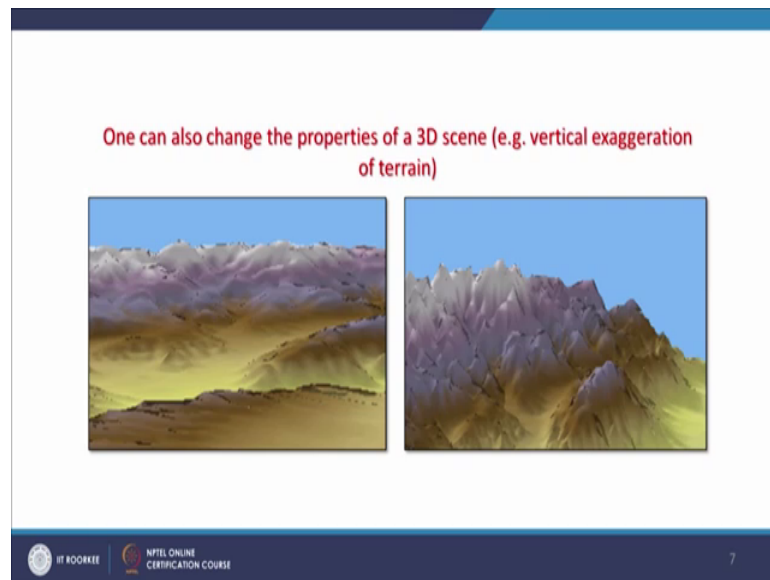 One can also change the properties of a 3D scene (e.g. vertical exaggeration
of terrain)
IIT ROORKEE
NPTEL ONLINE
CERTIFICATION COURSE
7